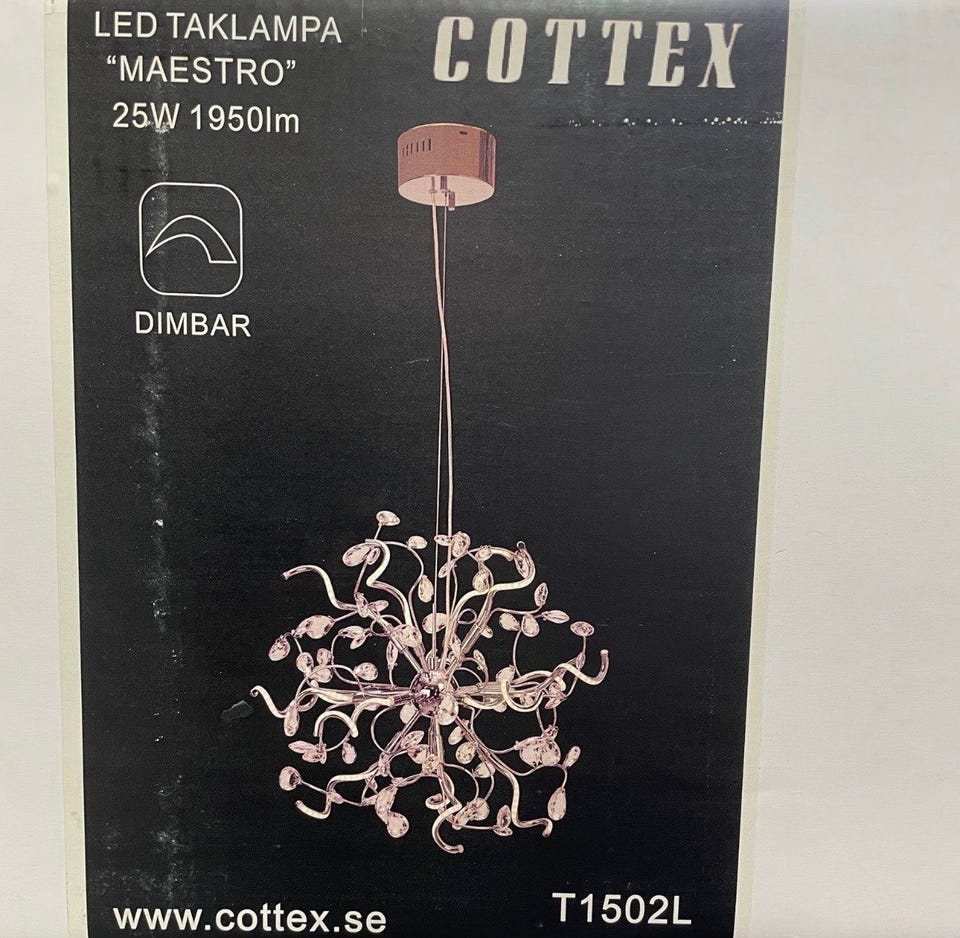 LED TAKLAMPA
“MAESTRO”
25W 1950lm
COTTEX
DIMBAR
www.cottex.se
T1502L